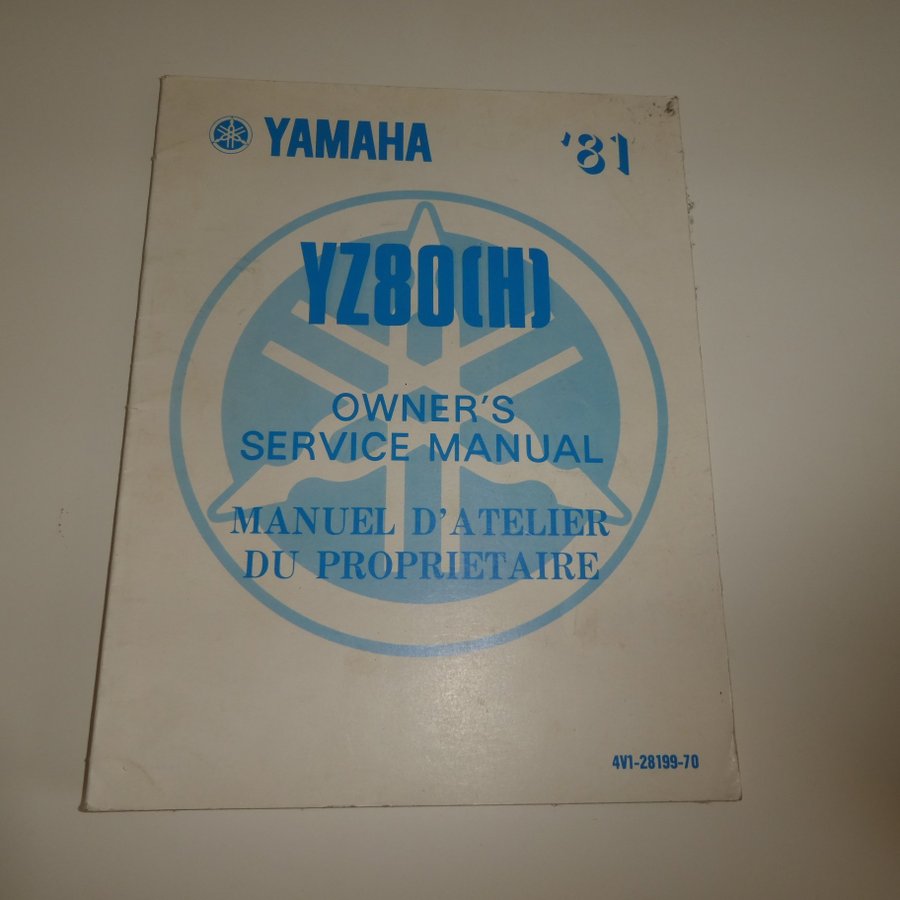 YAMAHA '81
YZ80(H)
OWNER'S
SERVICE MANUAL
MANUEL D'ATELIER
DU PROPRIETAIRE
4V1-28199-70